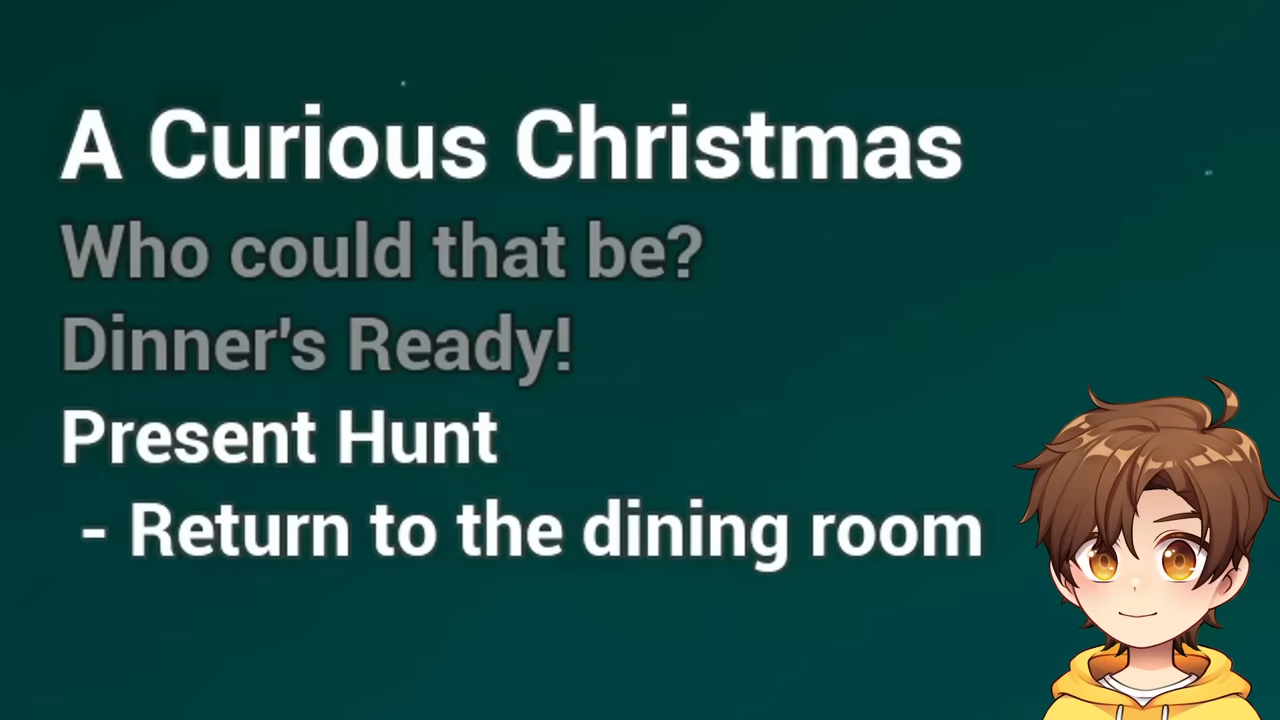 A Curious Christmas
Who could that be?
Dinner's Ready!
Present Hunt
- Return to the dining room